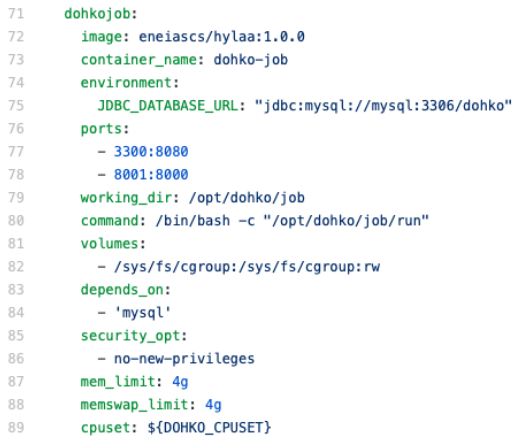 71 dohkojob:
72 image: eneiascs/hylaa:1.0.0
73 container_name: dohko-job
74 environment:
75 JDBC_DATABASE_URL: "jdbc:mysql://mysql:3306/dohko"
76 ports:
77 - 3300:8080
78 - 8001:8000
79 working_dir: /opt/dohko/job
80 command: /bin/bash -c "/opt/dohko/job/run"
81 volumes:
82 - /sys/fs/cgroup:/sys/fs/cgroup:rw
83 depends_on:
84 - 'mysql'
85 security_opt:
86 - no-new-privileges
87 mem_limit: 4g
88 memswap_limit: 4g
89 cpuset: ${DOHKO_CPUSET}